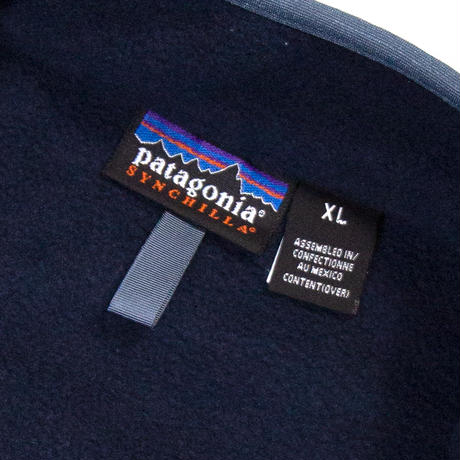 patagonia®
SYNCHILLA®
XL
ASSEMBLED IN/
CONFECTIONNE
AU MEXICO
CONTENT(OVER)